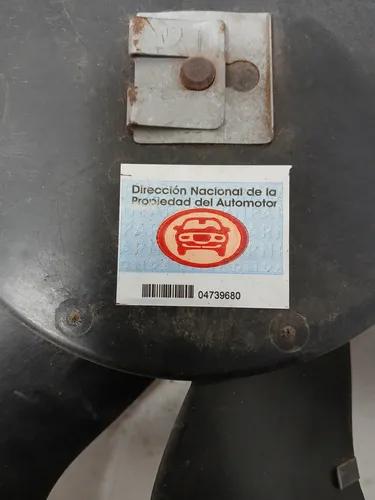 Dirección Nacional de la
Propiedad del Automotor
04739680